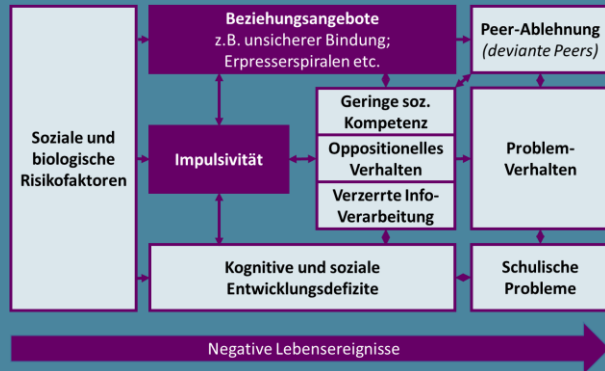 Beziehungsangebote
z.B. unsicherer Bindung;
Erpresserspiralen etc.
Peer-Ablehnung
(deviante Peers)
Soziale und
biologische
Risikofaktoren
Impulsivität
Geringe soz.
Kompetenz
Oppositionelles
Verhalten
Verzerrte Info-
Verarbeitung
Problem-
Verhalten
Kognitive und soziale
Entwicklungsdefizite
Schulische
Probleme
Negative Lebensereignisse